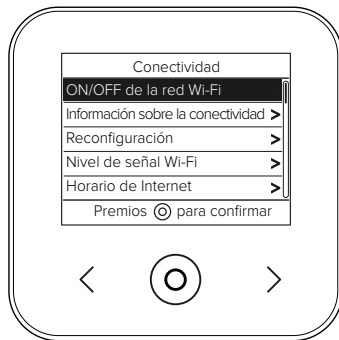 Conectividad
ON/OFF de la red Wi-Fi
Información sobre la conectividad >
Reconfiguración >
Nivel de señal Wi-Fi >
Horario de Internet >
Premios ⊚ para confirmar